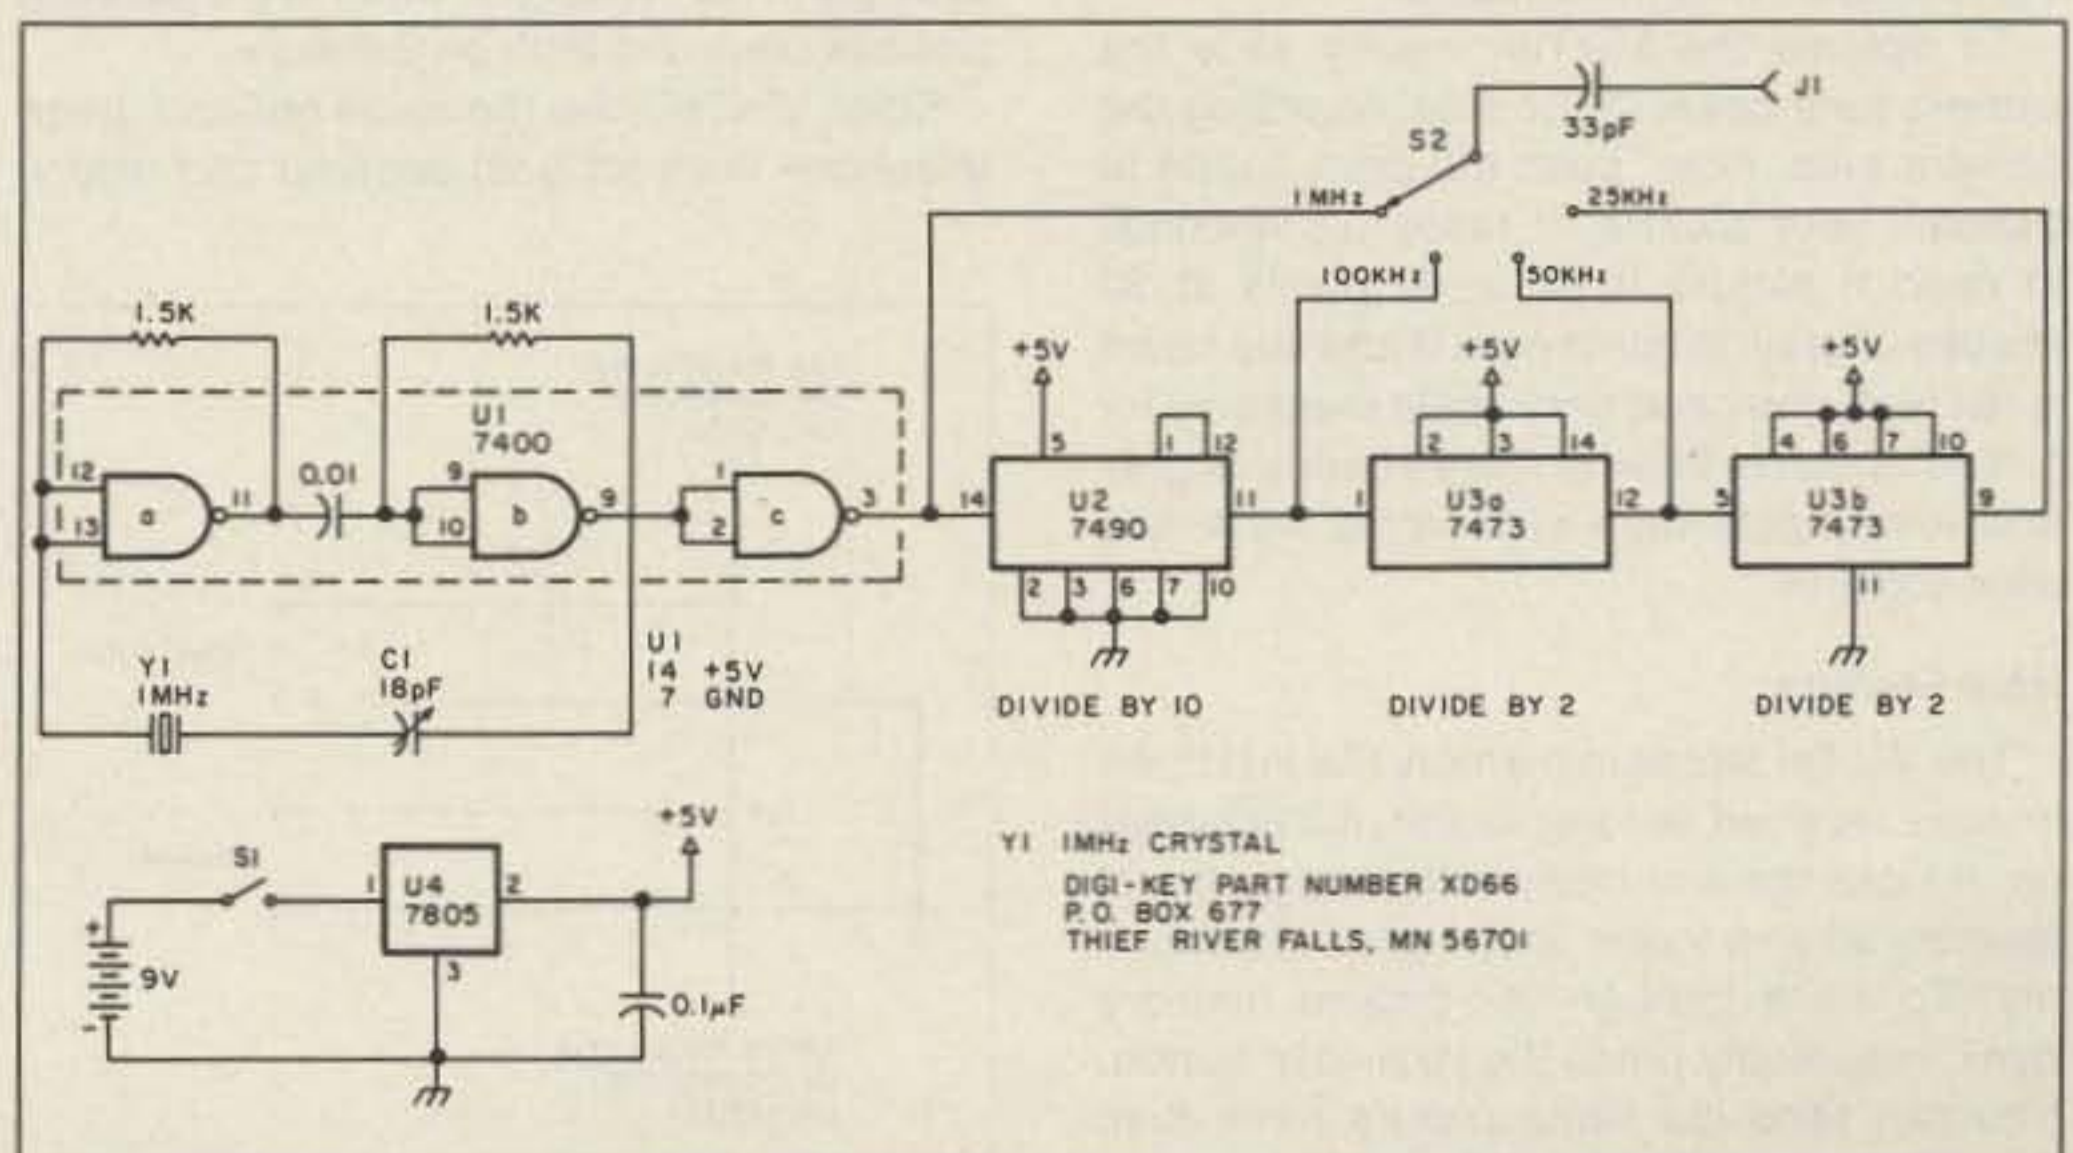 J1
33pF
S2
1MHz
25KHz
100KHz
50KHz
1.5K
1.5K
+5V
+5V
+5V
U1
7400
5
1
12
2
3
14
4
6
7
10
12
13
a
11
0.01
9
10
b
9
1
2
c
3
14
U2
7490
11
1
U3a
7473
12
5
U3b
7473
9
2
3
6
7
10
11
U1
14 +5V
7 GND
Y1
1MHz
C1
18pF
DIVIDE BY 10
DIVIDE BY 2
DIVIDE BY 2
+5V
S1
1
U4
7805
2
3
+
9V
-
0.1µF
Y1 1MHz CRYSTAL
DIGI-KEY PART NUMBER XD66
P.O. BOX 677
THIEF RIVER FALLS, MN 56701